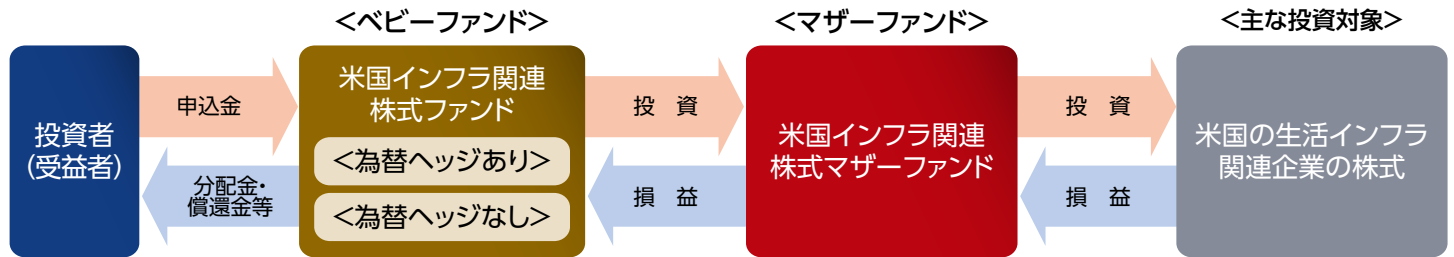 <ベビーファンド>
<マザーファンド>
<主な投資対象>
投資者
(受益者)
申込金
分配金・
償還金等
米国インフラ関連
株式ファンド
<為替ヘッジあり>
<為替ヘッジなし>
投 資
損 益
米国インフラ関連
株式マザーファンド
投 資
損 益
米国の生活インフラ
関連企業の株式